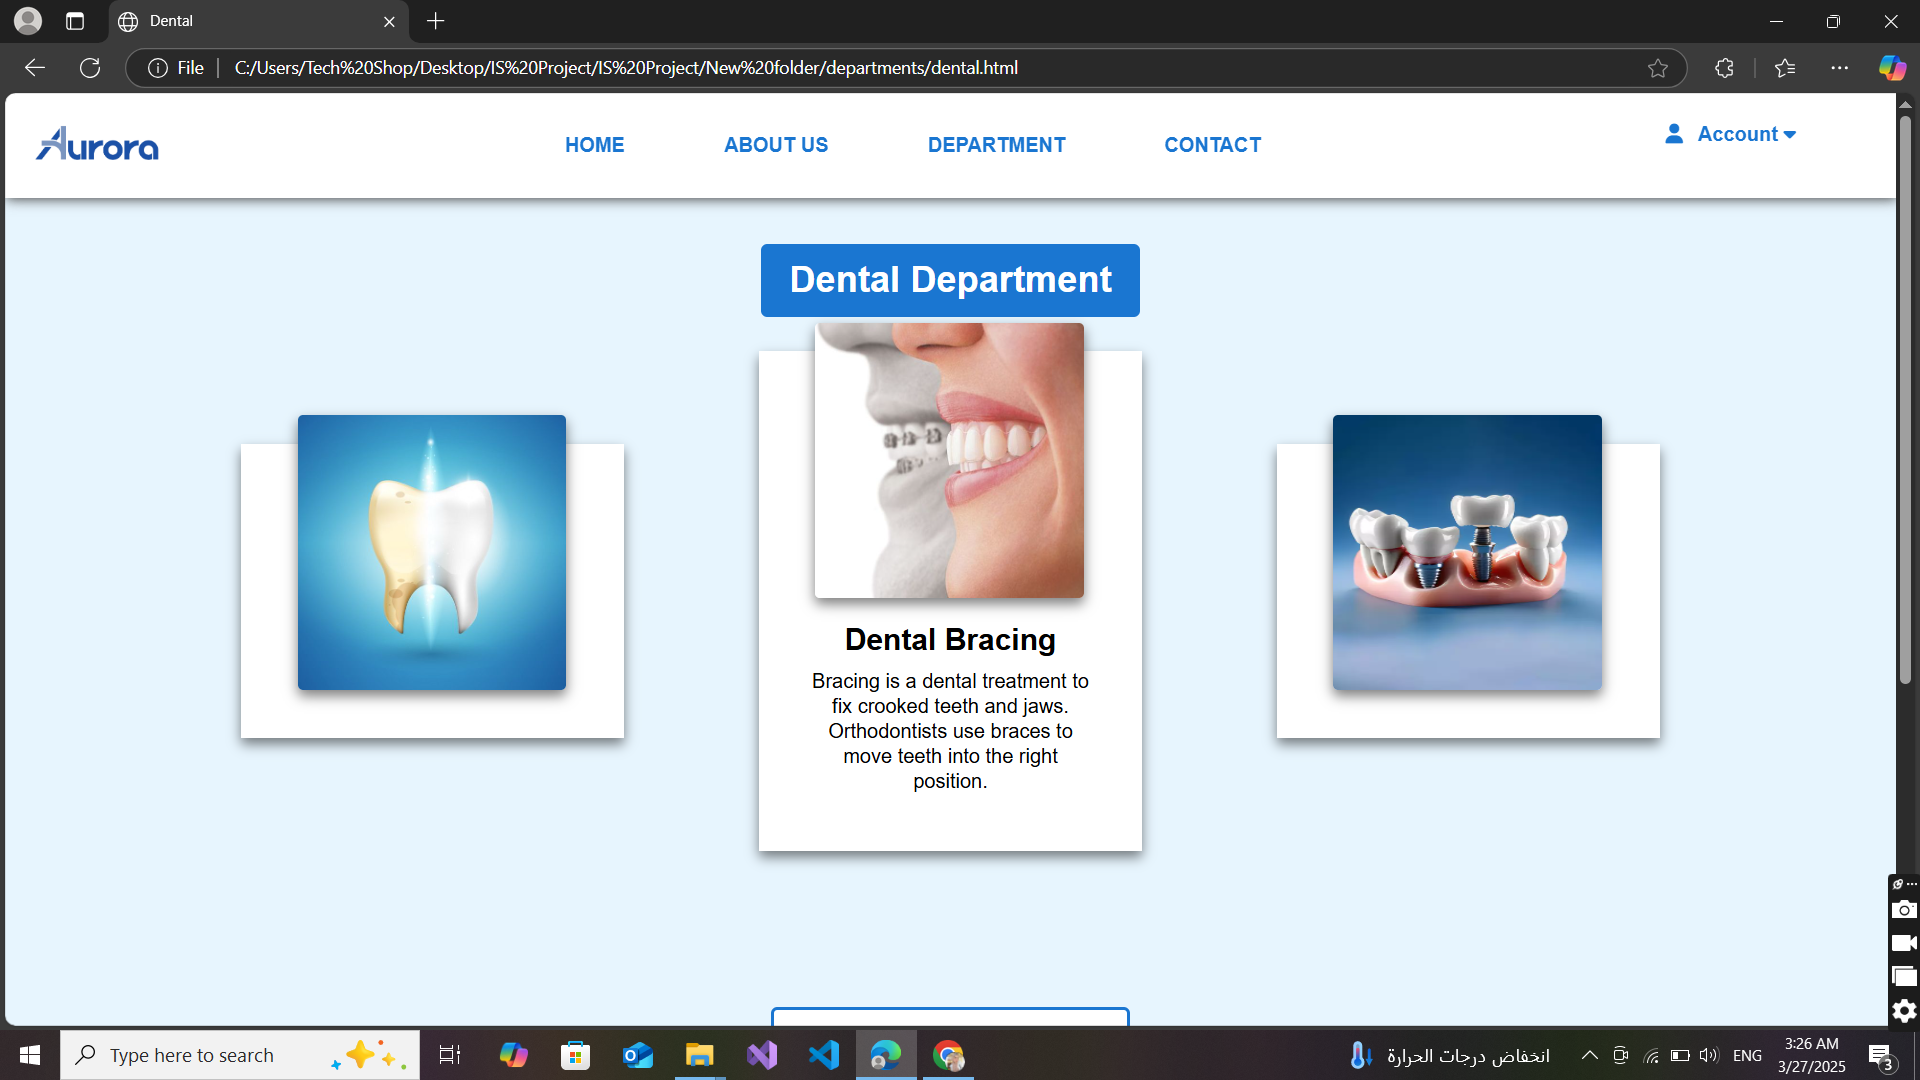 Dental
File
C:/Users/Tech%20Shop/Desktop/IS%20Project/IS%20Project/New%20folder/departments/dental.html
Aurora
HOME
ABOUT US
DEPARTMENT
CONTACT
Account
Dental Department
Dental Bracing
Bracing is a dental treatment to
fix crooked teeth and jaws.
Orthodontists use braces to
move teeth into the right
position.
Type here to search
انخفاض درجات الحرارة
ENG
3:26 AM
3/27/2025
3